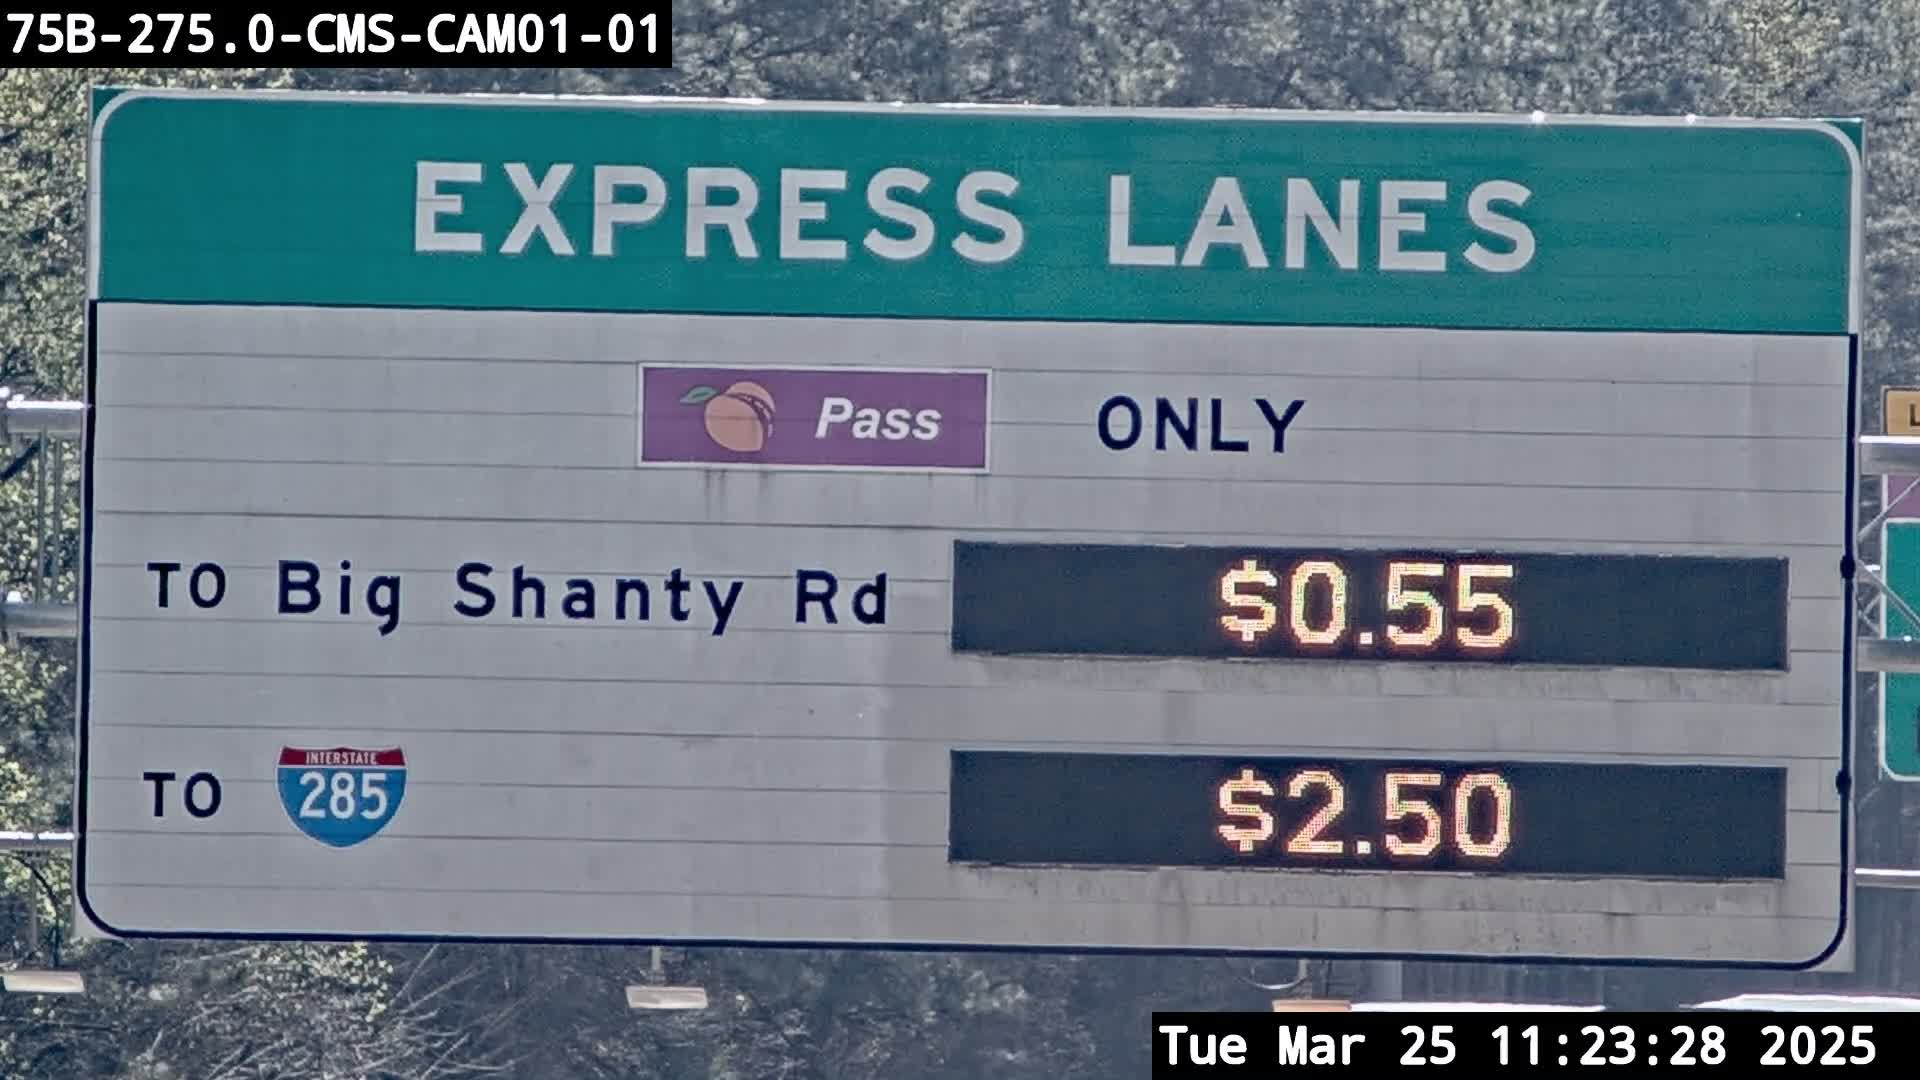 75B-275.0-CMS-CAM01-01
EXPRESS LANES
Pass ONLY
TO Big Shanty Rd $0.55
TO INTERSTATE 285 $2.50
Tue Mar 25 11:23:28 2025